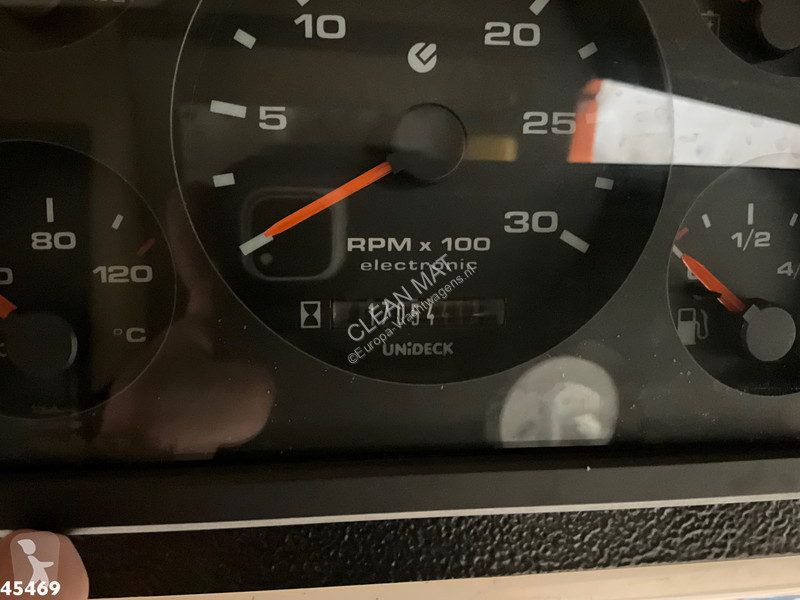 10
20
5
25
30
RPM x 100
electronic
80
120
°C
1/2
CLEAN MAT
©Europa-Vrachtwagens.nl
UNiDECK
45469